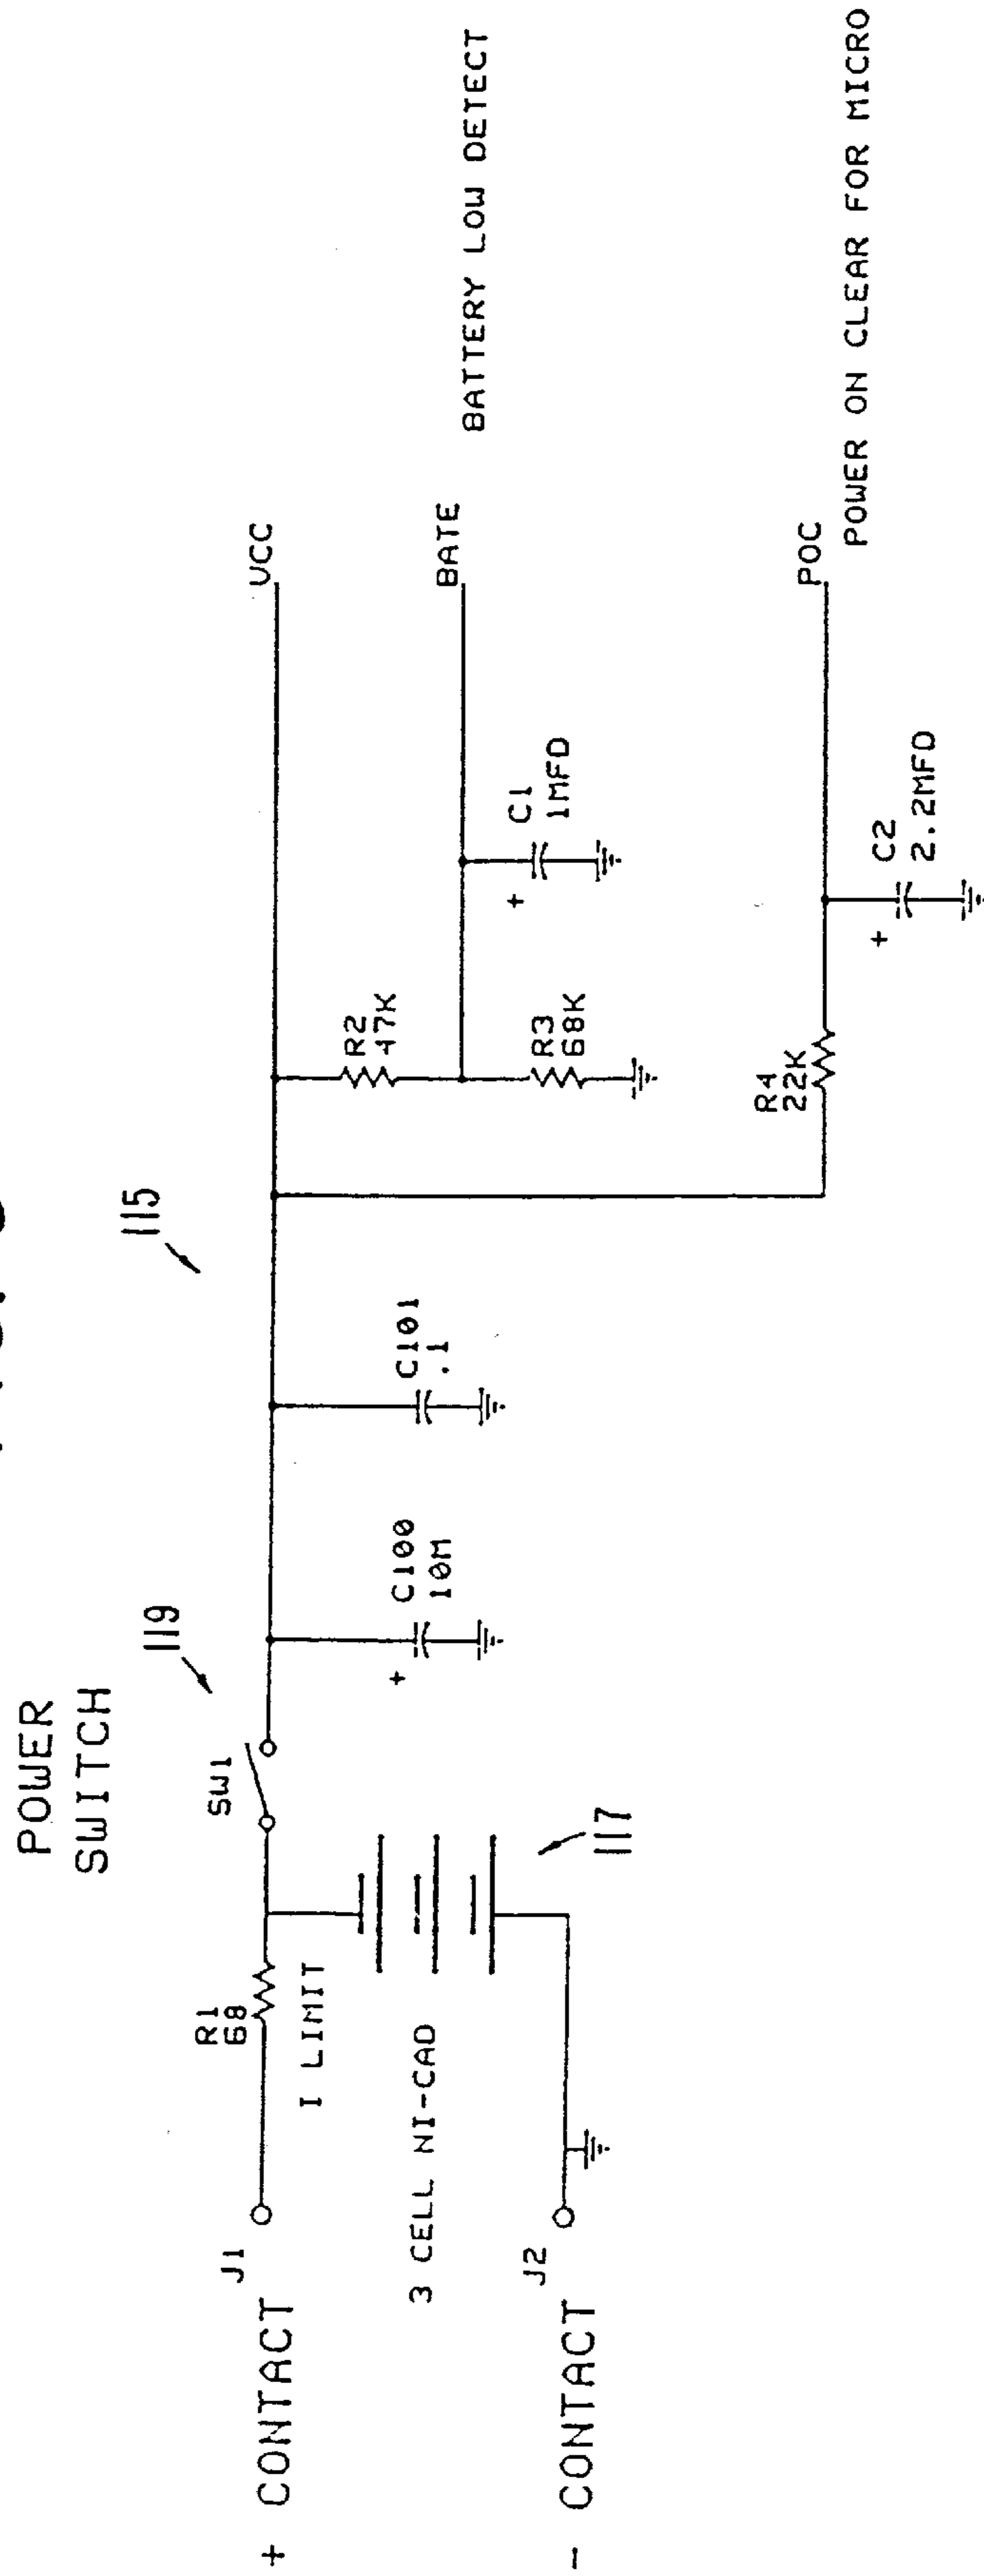 POWER
SWITCH
119
115
SW1
R1
68
I LIMIT
J1
+ CONTACT
3 CELL NI-CAD
J2
- CONTACT
117
+
C100
10M
C101
.1
VCC
R2
47K
BATE
BATTERY LOW DETECT
R3
68K
+
C1
1MFD
R4
22K
POC
POWER ON CLEAR FOR MICRO
+
C2
2.2MFD